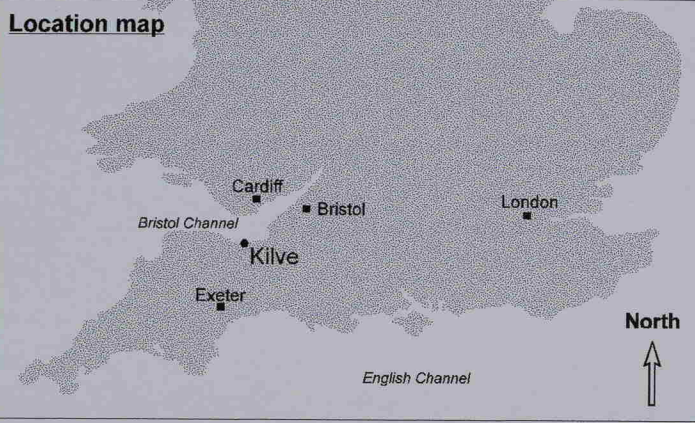 Location map
Cardiff
Bristol
London
Bristol Channel
Kilve
Exeter
North
English Channel